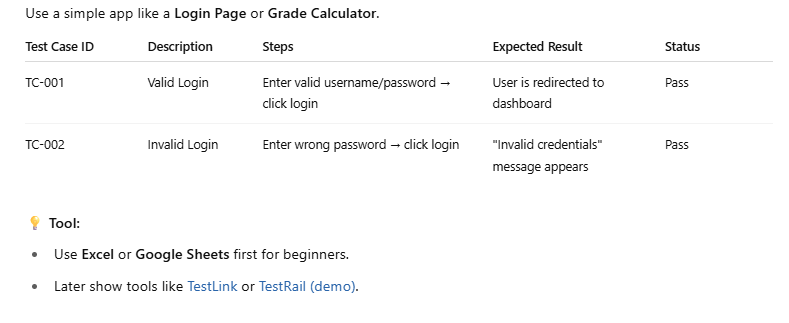 Use a simple app like a Login Page or Grade Calculator.
Test Case ID Description Steps Expected Result Status
TC-001 Valid Login Enter valid username/password → User is redirected to Pass
click login dashboard
TC-002 Invalid Login Enter wrong password → click login "Invalid credentials" Pass
message appears
💡 Tool:
• Use Excel or Google Sheets first for beginners.
• Later show tools like TestLink or TestRail (demo).